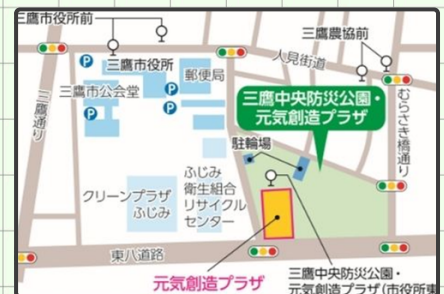 三鷹市役所前
三鷹農協前
人見街道
三鷹市役所
郵便局
三鷹市公会堂
三鷹中央防災公園・
元気創造プラザ
三鷹通り
むらさき橋通り
駐輪場
P
P
P
P
クリーンプラザ
ふじみ
ふじみ
衛生組合
リサイクル
センター
東八道路
元気創造プラザ
三鷹中央防災公園・
元気創造プラザ(市役所東